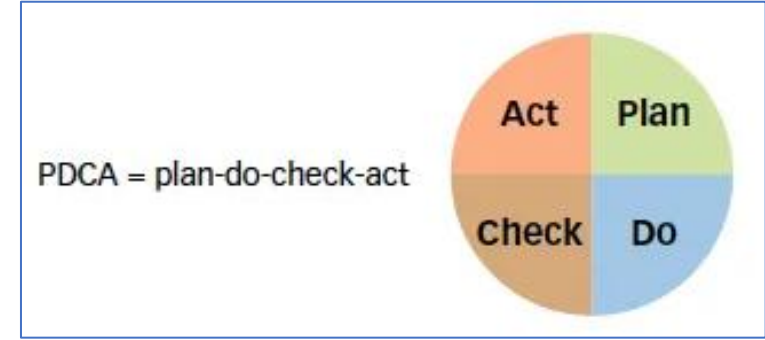 Act Plan
PDCA = plan-do-check-act
Check Do